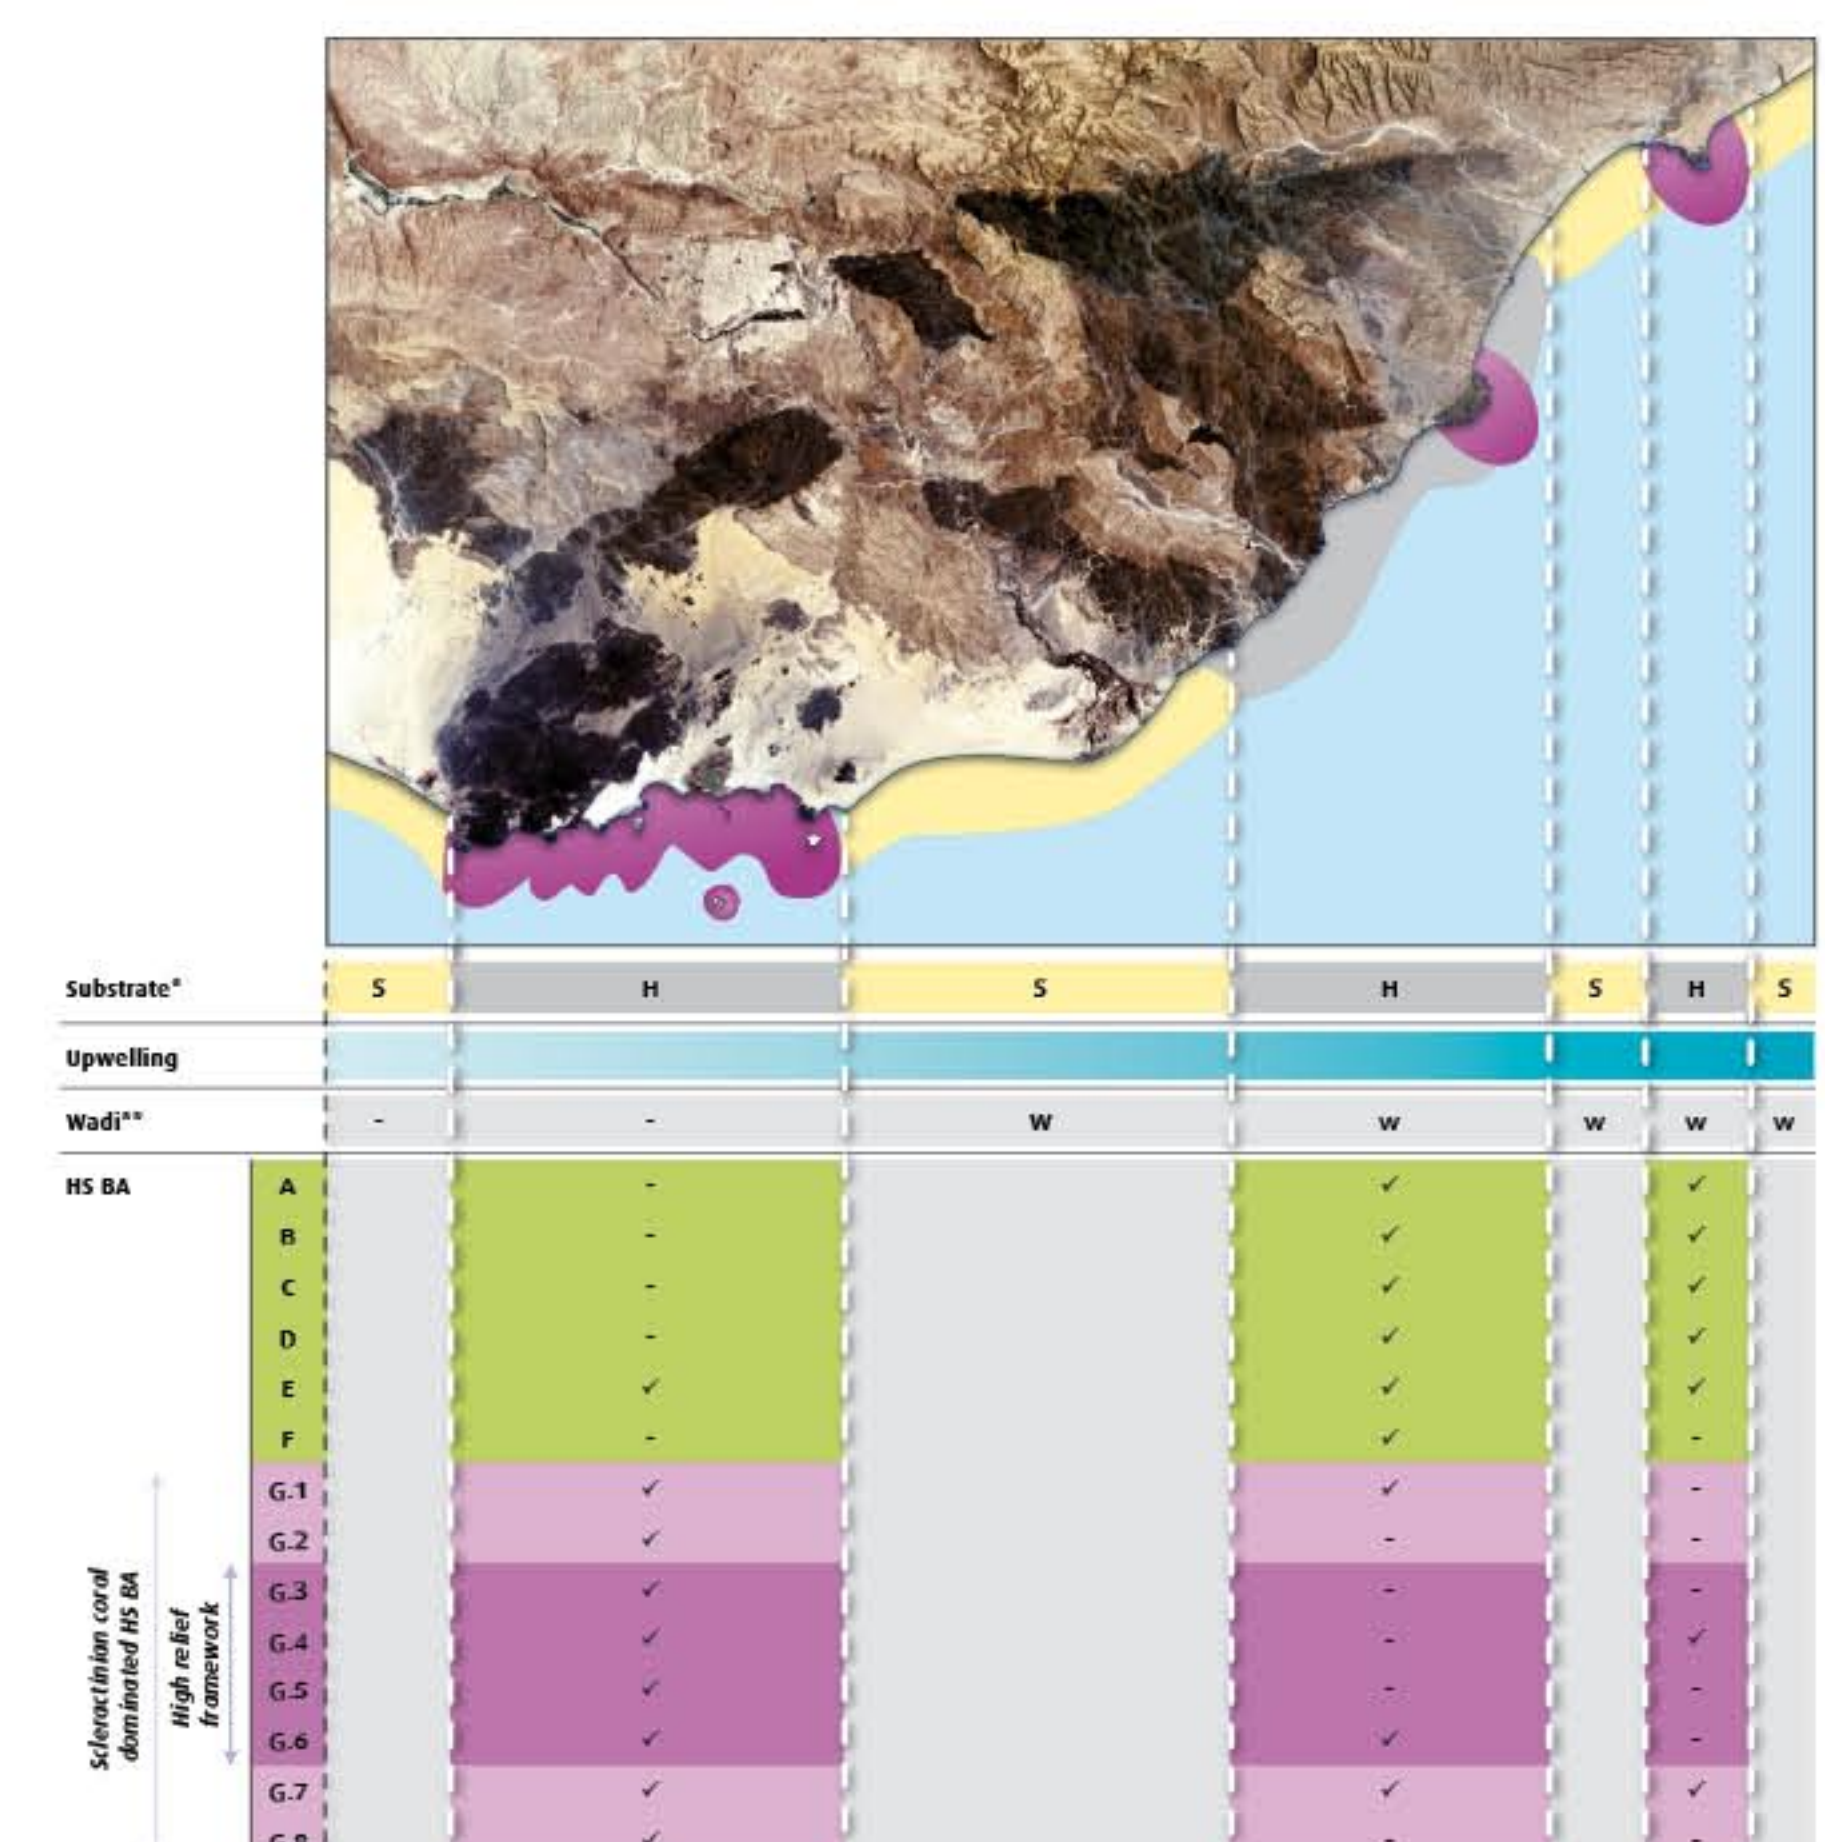 Substrate* S H S H S H S
Upwelling
Wadi** - - W w w w w
HS BA A - ✓ ✓
B - ✓ ✓
C - ✓ ✓
D - ✓ ✓
E ✓ ✓ ✓
F - ✓ -
G.1 ✓ ✓ -
G.2 ✓ - -
G.3 ✓ - -
G.4 ✓ - ✓
G.5 ✓ - -
G.6 ✓ ✓ -
G.7 ✓ ✓ ✓
G.8 ✓ - -
Scleractinian coral
dominated HS BA
High relief
framework